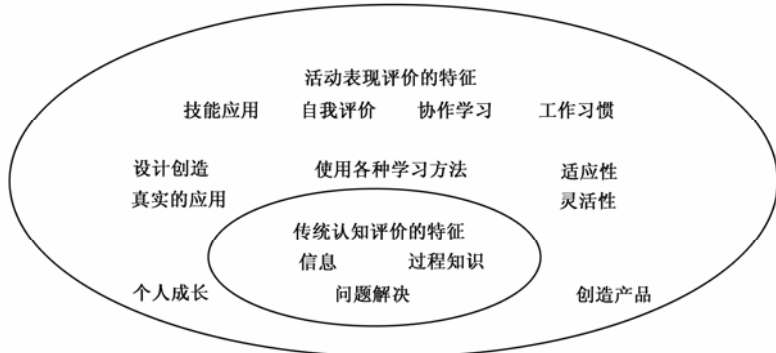 活动表现评价的特征
技能应用 自我评价 协作学习 工作习惯
设计创造 使用各种学习方法 适应性
真实的应用 灵活性
传统认知评价的特征
信息 过程知识
个人成长 问题解决 创造产品